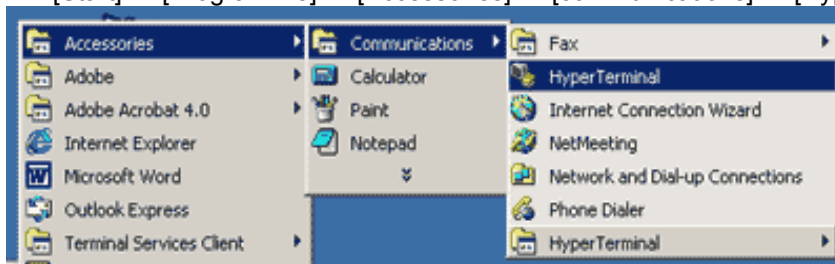 Accessories
Adobe
Adobe Acrobat 4.0
Internet Explorer
Microsoft Word
Outlook Express
Terminal Services Client
Communications
Calculator
Paint
Notepad
Fax
HyperTerminal
Internet Connection Wizard
NetMeeting
Network and Dial-up Connections
Phone Dialer
HyperTerminal